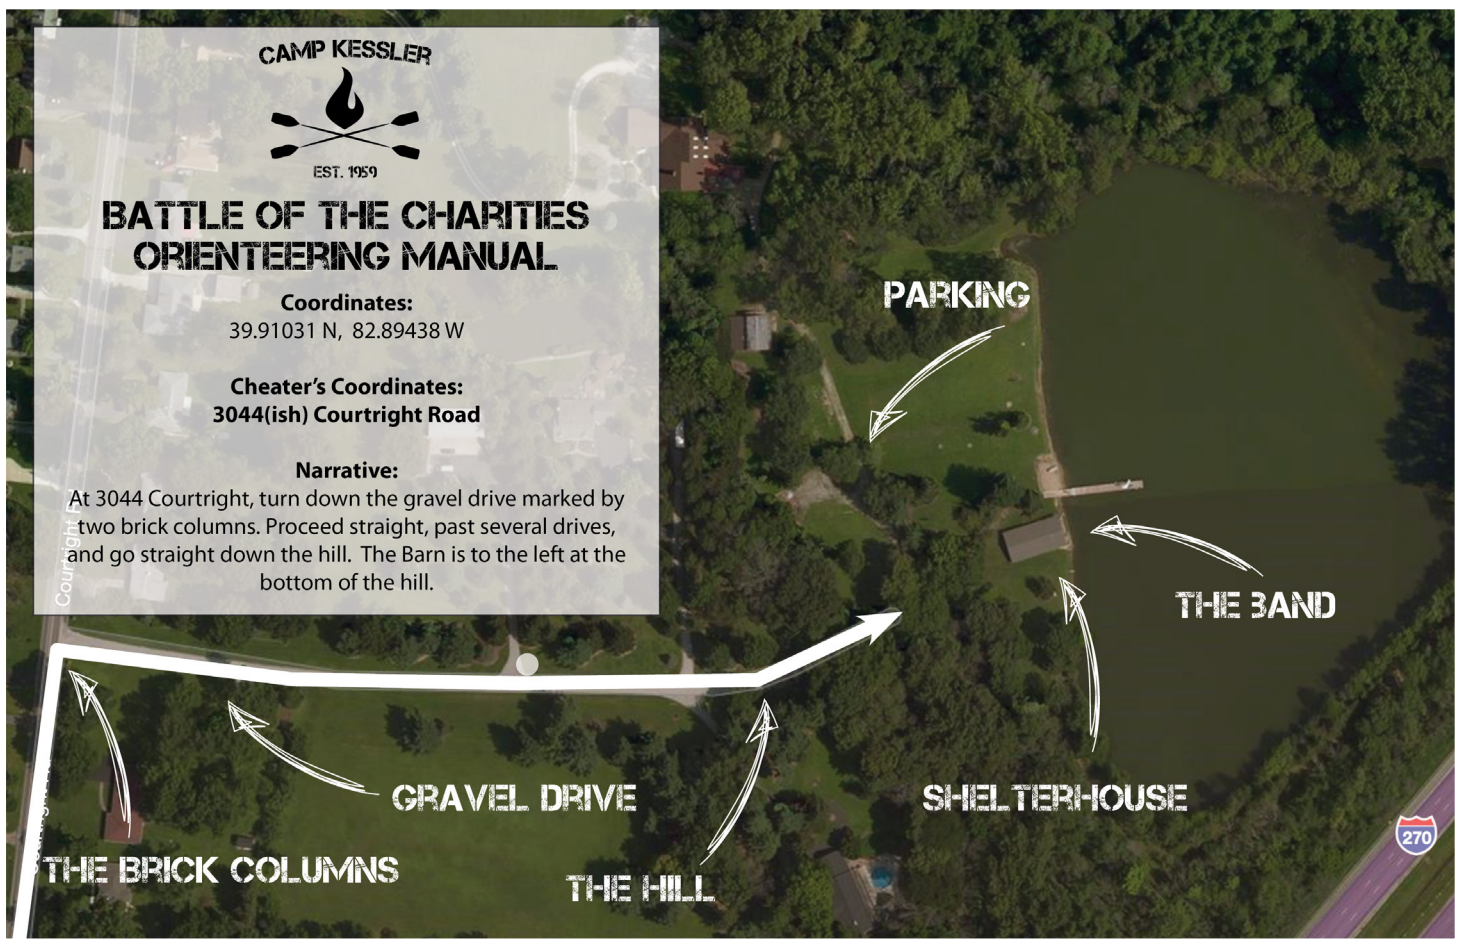 CAMP KESSLER
EST. 1959
BATTLE OF THE CHARITIES
ORIENTEERING MANUAL
Coordinates:
39.91031 N, 82.89438 W
Cheater's Coordinates:
3044(ish) Courtright Road
Narrative:
At 3044 Courtright, turn down the gravel drive marked by
two brick columns. Proceed straight, past several drives,
and go straight down the hill. The Barn is to the left at the
bottom of the hill.
PARKING
THE BAND
GRAVEL DRIVE
SHELTERHOUSE
THE BRICK COLUMNS
THE HILL
270